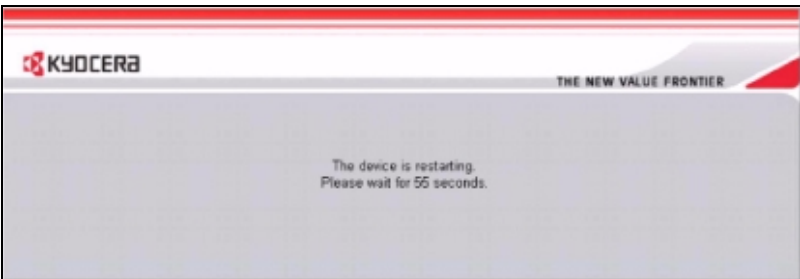 KYOCERA
THE NEW VALUE FRONTIER
The device is restarting.
Please wait for 55 seconds.